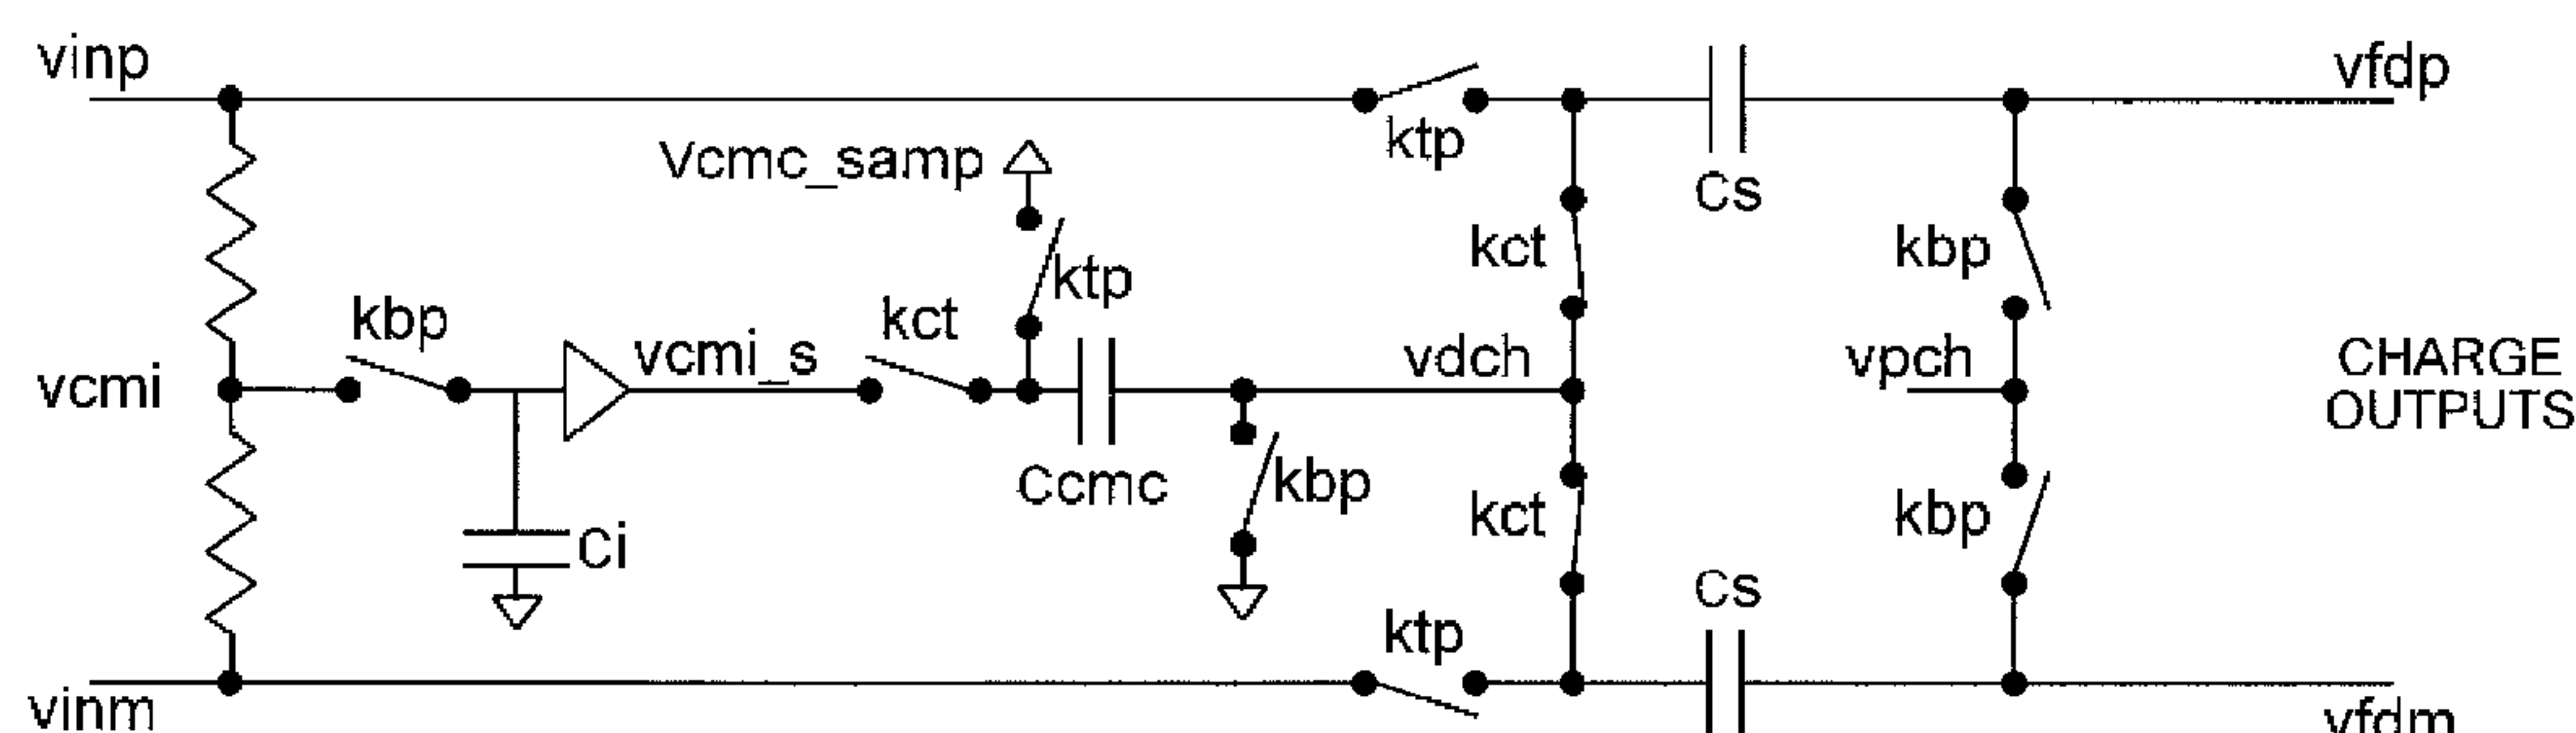 vinp
vfdp
ktp
Vcmc_samp
Cs
ktp
kct
kbp
kbp
vcmi_s
kct
vdch
vpch
CHARGE
OUTPUTS
vcmi
Ccmc
kbp
kct
kbp
Ci
Cs
ktp
vinm
vfdm